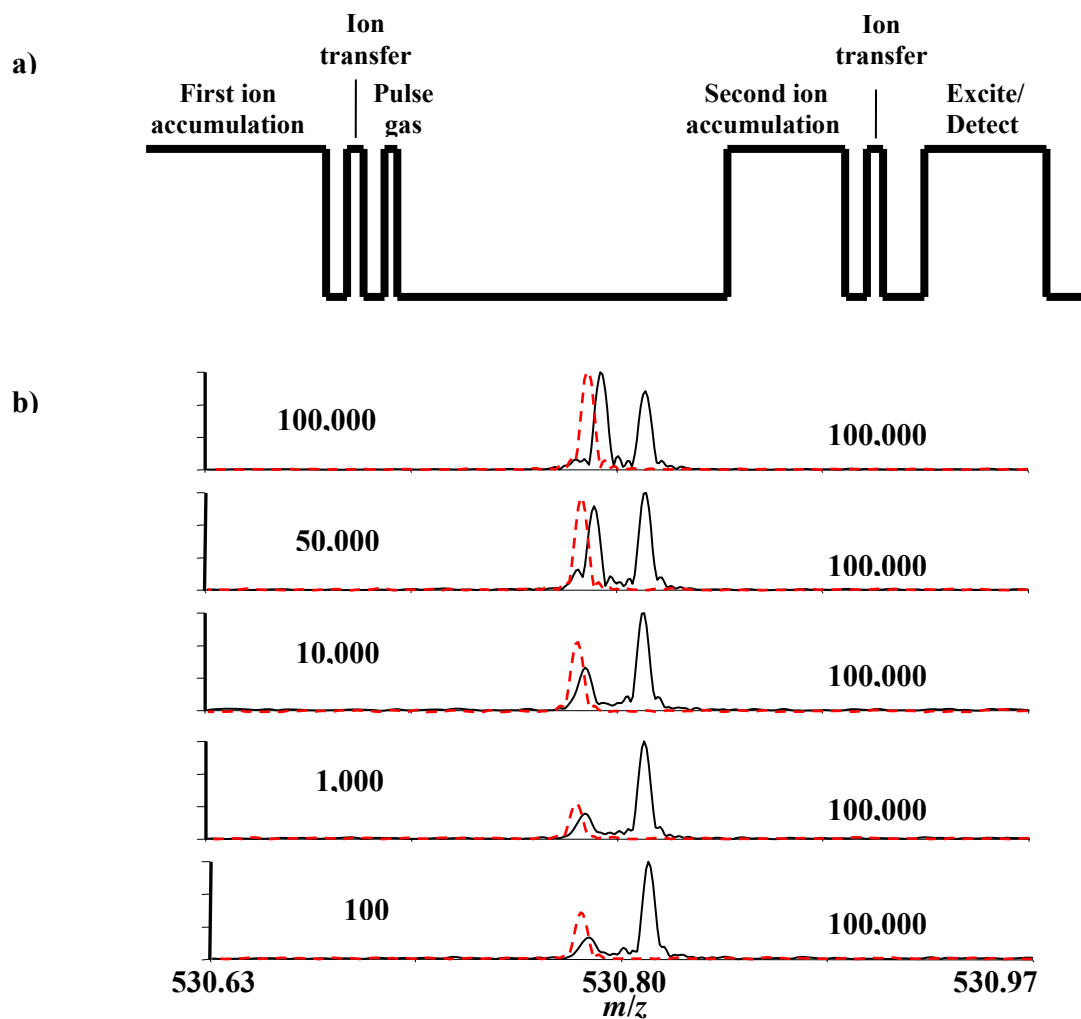 a)
Ion
transfer
First ion
accumulation
Pulse
gas
Second ion
accumulation
Ion
transfer
Excite/
Detect
b)
100,000
100,000
50,000
100,000
10,000
100,000
1,000
100,000
100
100,000
530.63
530.80
530.97
m/z